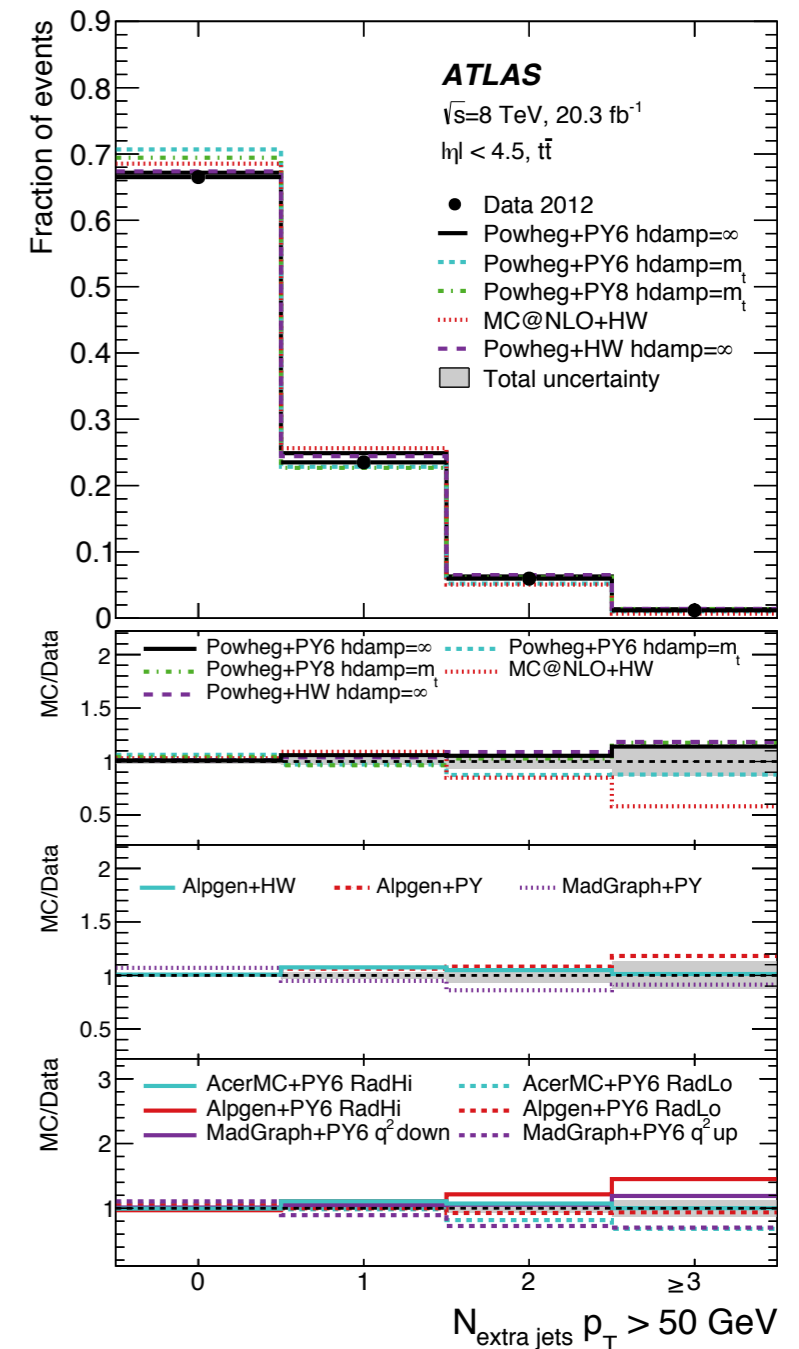 Fraction of events
0.9
0.8
0.7
0.6
0.5
0.4
0.3
0.2
0.1
0
ATLAS
√s=8 TeV, 20.3 fb⁻¹
|η| < 4.5, tt̄
Data 2012
Powheg+PY6 hdamp=∞
Powheg+PY6 hdamp=m_t
Powheg+PY8 hdamp=m_t
MC@NLO+HW
Powheg+HW hdamp=∞
Total uncertainty
MC/Data
2
1.5
1
0.5
Powheg+PY6 hdamp=∞ Powheg+PY6 hdamp=m_t
Powheg+PY8 hdamp=m_t MC@NLO+HW
Powheg+HW hdamp=∞
MC/Data
2
1.5
1
0.5
Alpgen+HW Alpgen+PY MadGraph+PY
MC/Data
3
2
1
AcerMC+PY6 RadHi AcerMC+PY6 RadLo
Alpgen+PY6 RadHi Alpgen+PY6 RadLo
MadGraph+PY6 q² down MadGraph+PY6 q² up
0 1 2 ≥3
N_extra jets p_T > 50 GeV